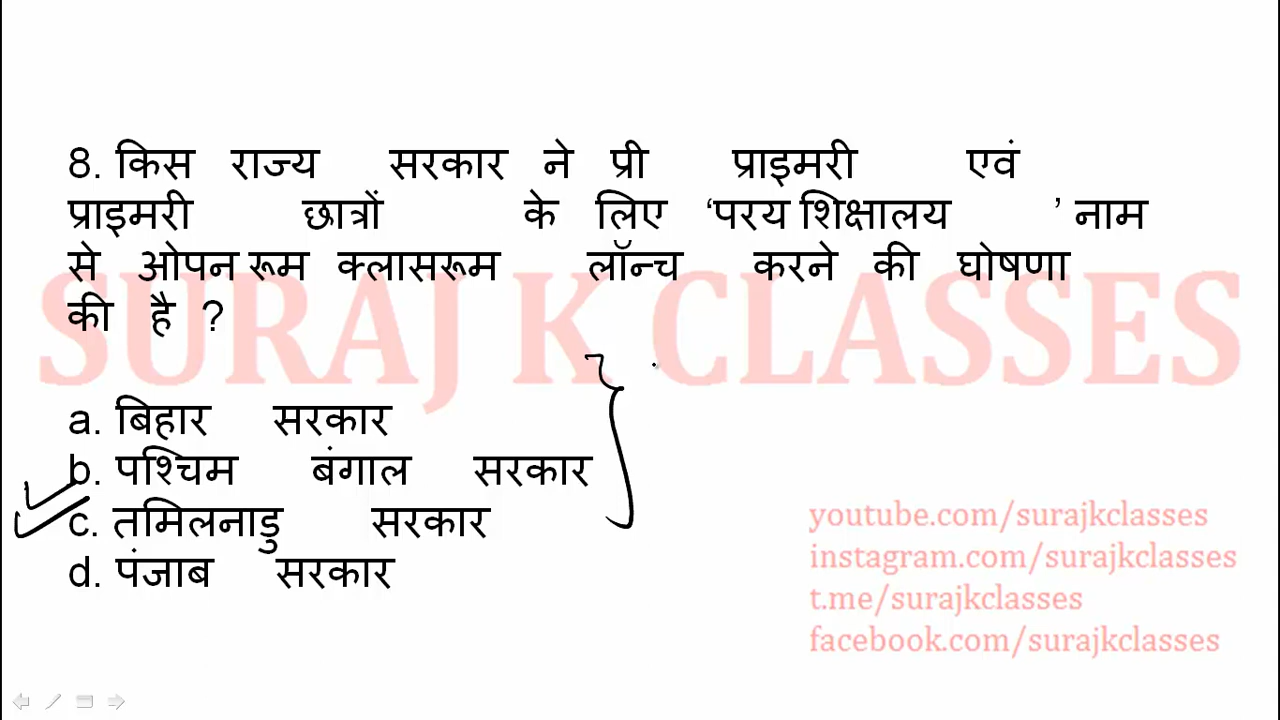 8. किस राज्य सरकार ने प्री प्राइमरी एवं
प्राइमरी छात्रों के लिए ‘परय शिक्षालय ’ नाम
से ओपन रूम क्लासरूम लॉन्च करने की घोषणा
की है ?
SURAJ K CLASSES
a. बिहार सरकार
b. पश्चिम बंगाल सरकार
c. तमिलनाडु सरकार
d. पंजाब सरकार
youtube.com/surajkclasses
instagram.com/surajkclasses
t.me/surajkclasses
facebook.com/surajkclasses